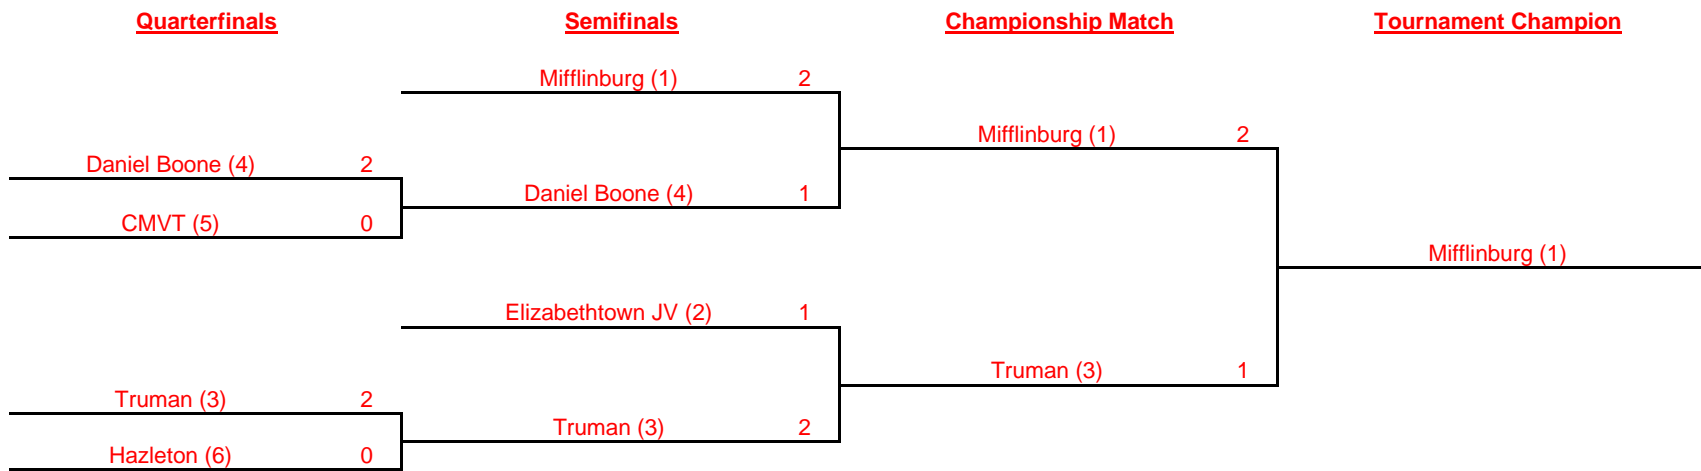 Quarterfinals Semifinals Championship Match Tournament Champion
Mifflinburg (1) 2
Mifflinburg (1) 2
Daniel Boone (4) 2
Daniel Boone (4) 1
CMVT (5) 0
Mifflinburg (1)
Elizabethtown JV (2) 1
Truman (3) 1
Truman (3) 2
Truman (3) 2
Hazleton (6) 0